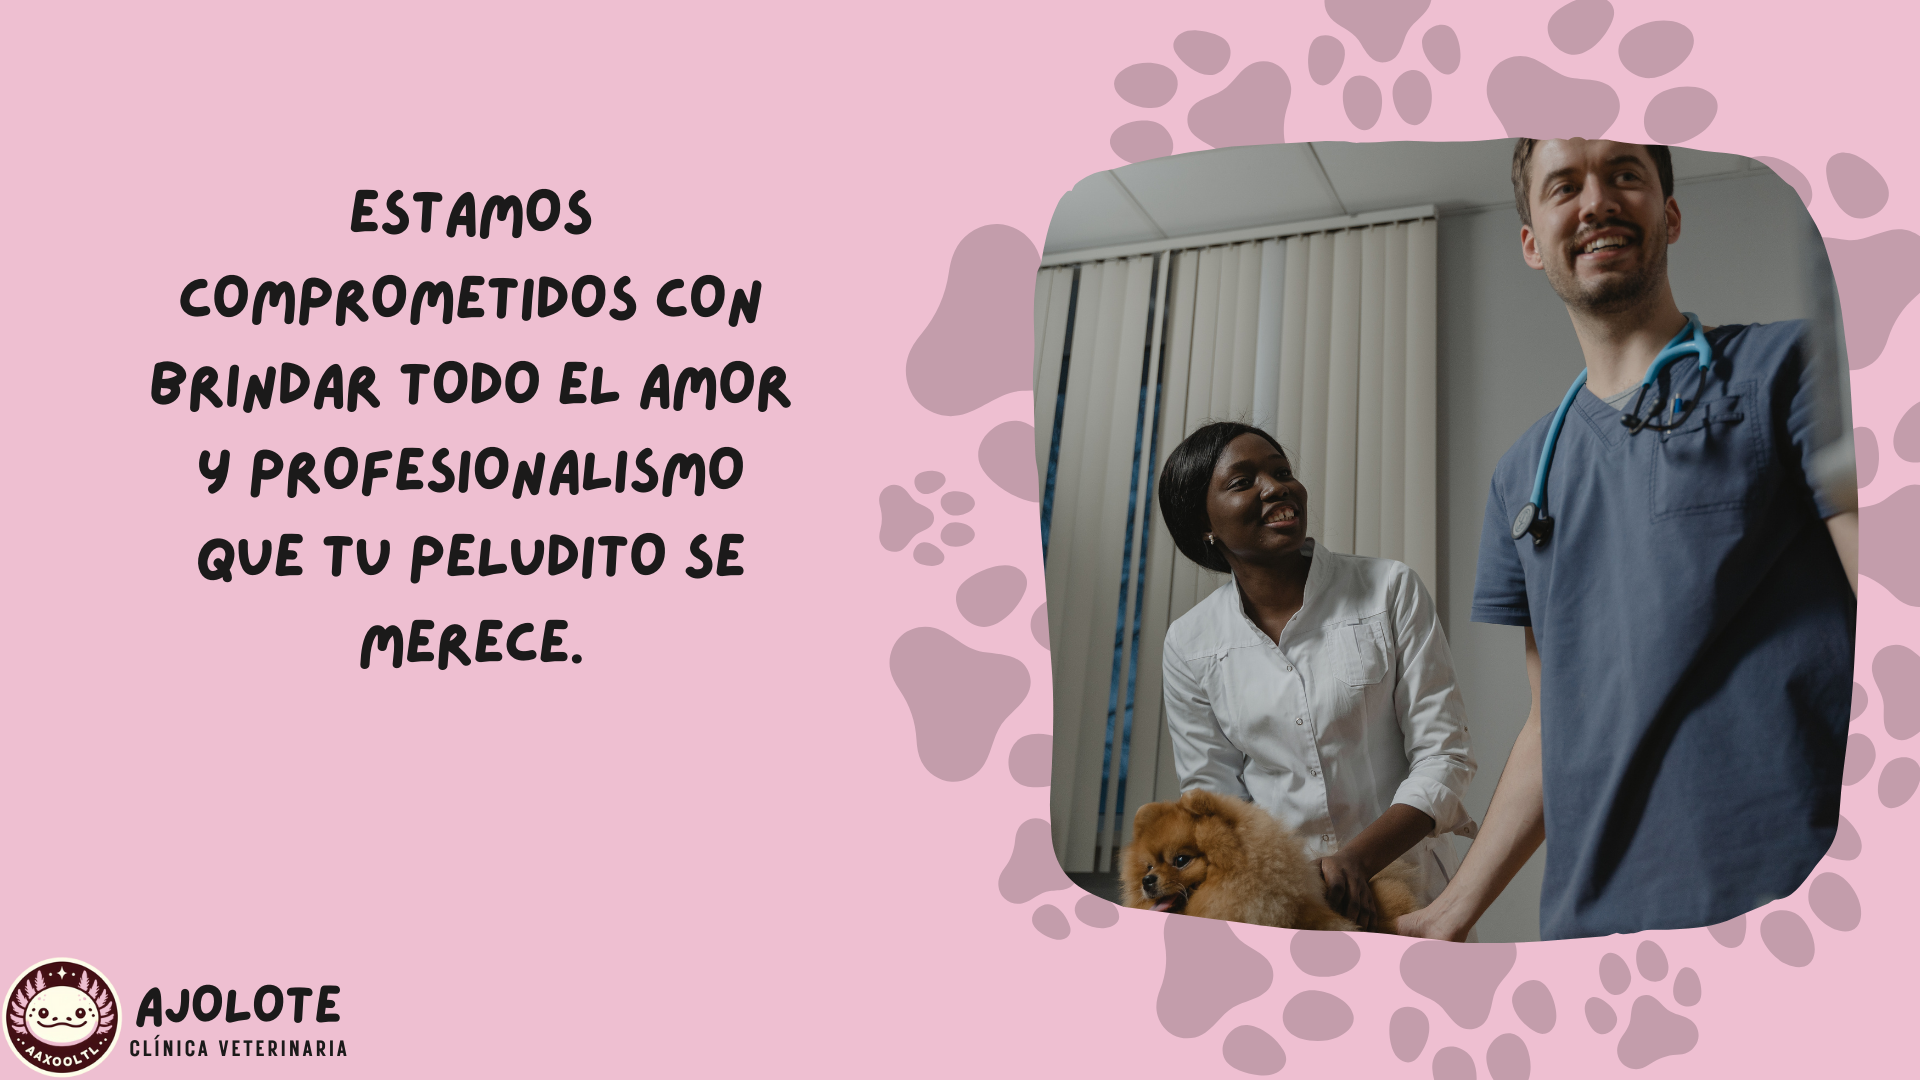 ESTAMOS
COMPROMETIDOS CON
BRINDAR TODO EL AMOR
Y PROFESIONALISMO
QUE TU PELUDITO SE
MERECE.
AJOLOTE
CLÍNICA VETERINARIA
AAXOOLTL